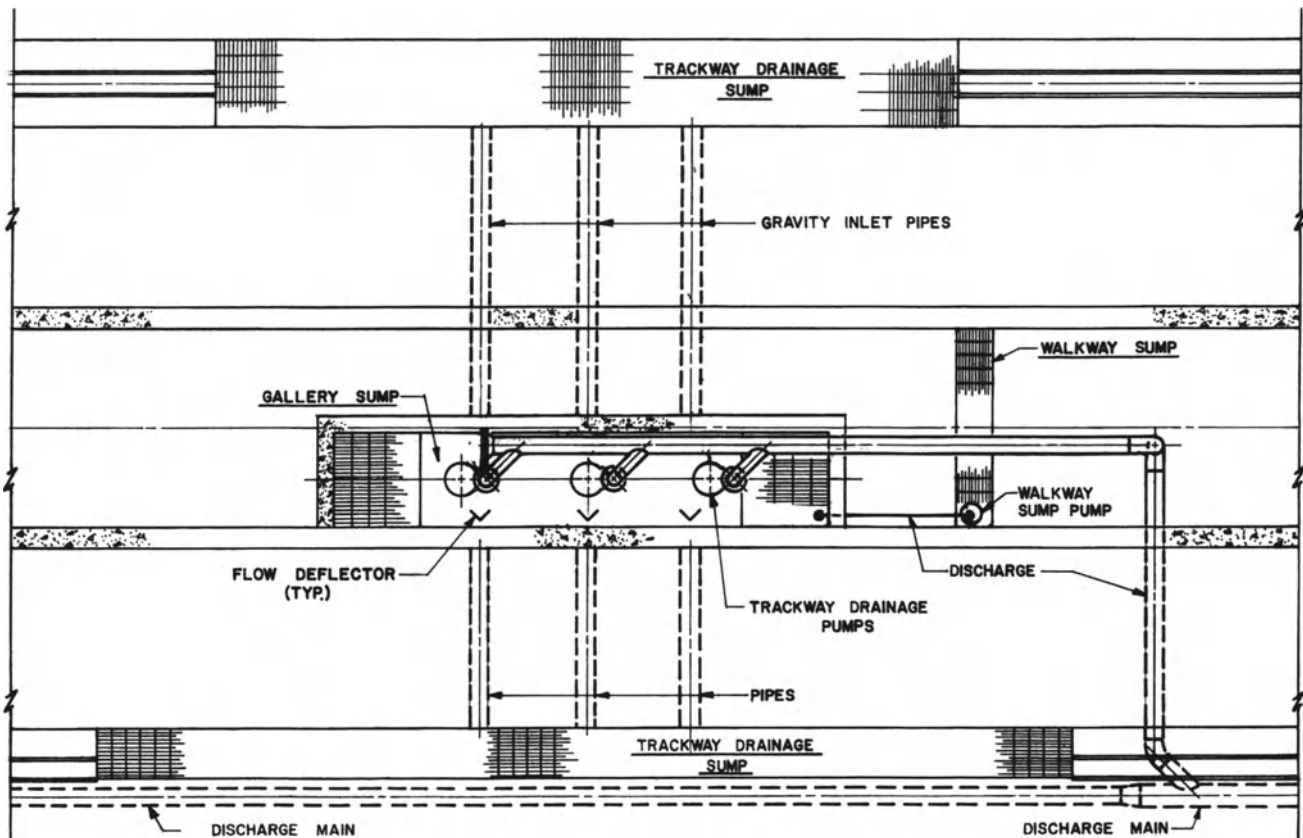 TRACKWAY DRAINAGE
SUMP
GRAVITY INLET PIPES
WALKWAY SUMP
GALLERY SUMP
WALKWAY
SUMP PUMP
FLOW DEFLECTOR
(TYP.)
DISCHARGE
TRACKWAY DRAINAGE
PUMPS
PIPES
TRACKWAY DRAINAGE
SUMP
DISCHARGE MAIN
DISCHARGE MAIN